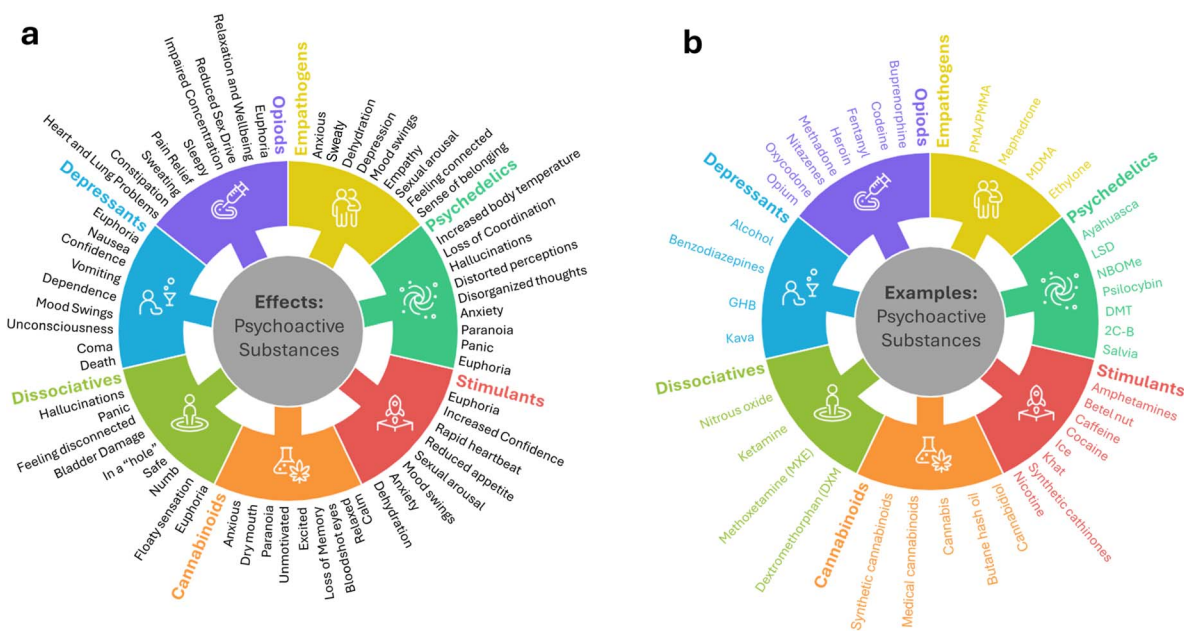 a
Effects:
Psychoactive
Substances
Empathogens
Anxious
Sweaty
Dehydration
Depression
Mood swings
Empathy
Sexual arousal
Feeling connected
Sense of belonging
Psychedelics
Increased body temperature
Loss of Coordination
Hallucinations
Distorted perceptions
Disorganized thoughts
Anxiety
Paranoia
Panic
Euphoria
Stimulants
Euphoria
Increased Confidence
Rapid heartbeat
Reduced appetite
Sexual arousal
Mood swings
Anxiety
Dehydration
Calm
Relaxed
Bloodshot eyes
Loss of Memory
Excited
Unmotivated
Paranoia
Dry mouth
Anxious
Cannabinoids
Euphoria
Floaty sensation
Numb
Safe
In a “hole”
Bladder Damage
Feeling disconnected
Panic
Hallucinations
Dissociatives
Death
Coma
Unconsciousness
Mood Swings
Dependence
Vomiting
Confidence
Nausea
Euphoria
Depressants
Heart and Lung Problems
Constipation
Sweating
Pain Relief
Sleepy
Impaired Concentration
Reduced Sex Drive
Relaxation and Wellbeing
Euphoria
Opiods
b
Examples:
Psychoactive
Substances
Empathogens
PMA/PMMA
Mephedrone
MDMA
Ethylone
Psychedelics
Ayahuasca
LSD
NBOMe
Psilocybin
DMT
2C-B
Salvia
Stimulants
Amphetamines
Betel nut
Caffeine
Cocaine
Ice
Khat
Synthetic cathinones
Nicotine
Cannabidiol
Butane hash oil
Cannabis
Medical cannabinoids
Synthetic cannabinoids
Cannabinoids
Dextromethorphan (DXM
Methoxetamine (MXE)
Ketamine
Nitrous oxide
Dissociatives
Kava
GHB
Benzodiazepines
Alcohol
Depressants
Opium
Oxycodone
Nitazenes
Methadone
Heroin
Fentanyl
Codeine
Buprenorphine
Opiods